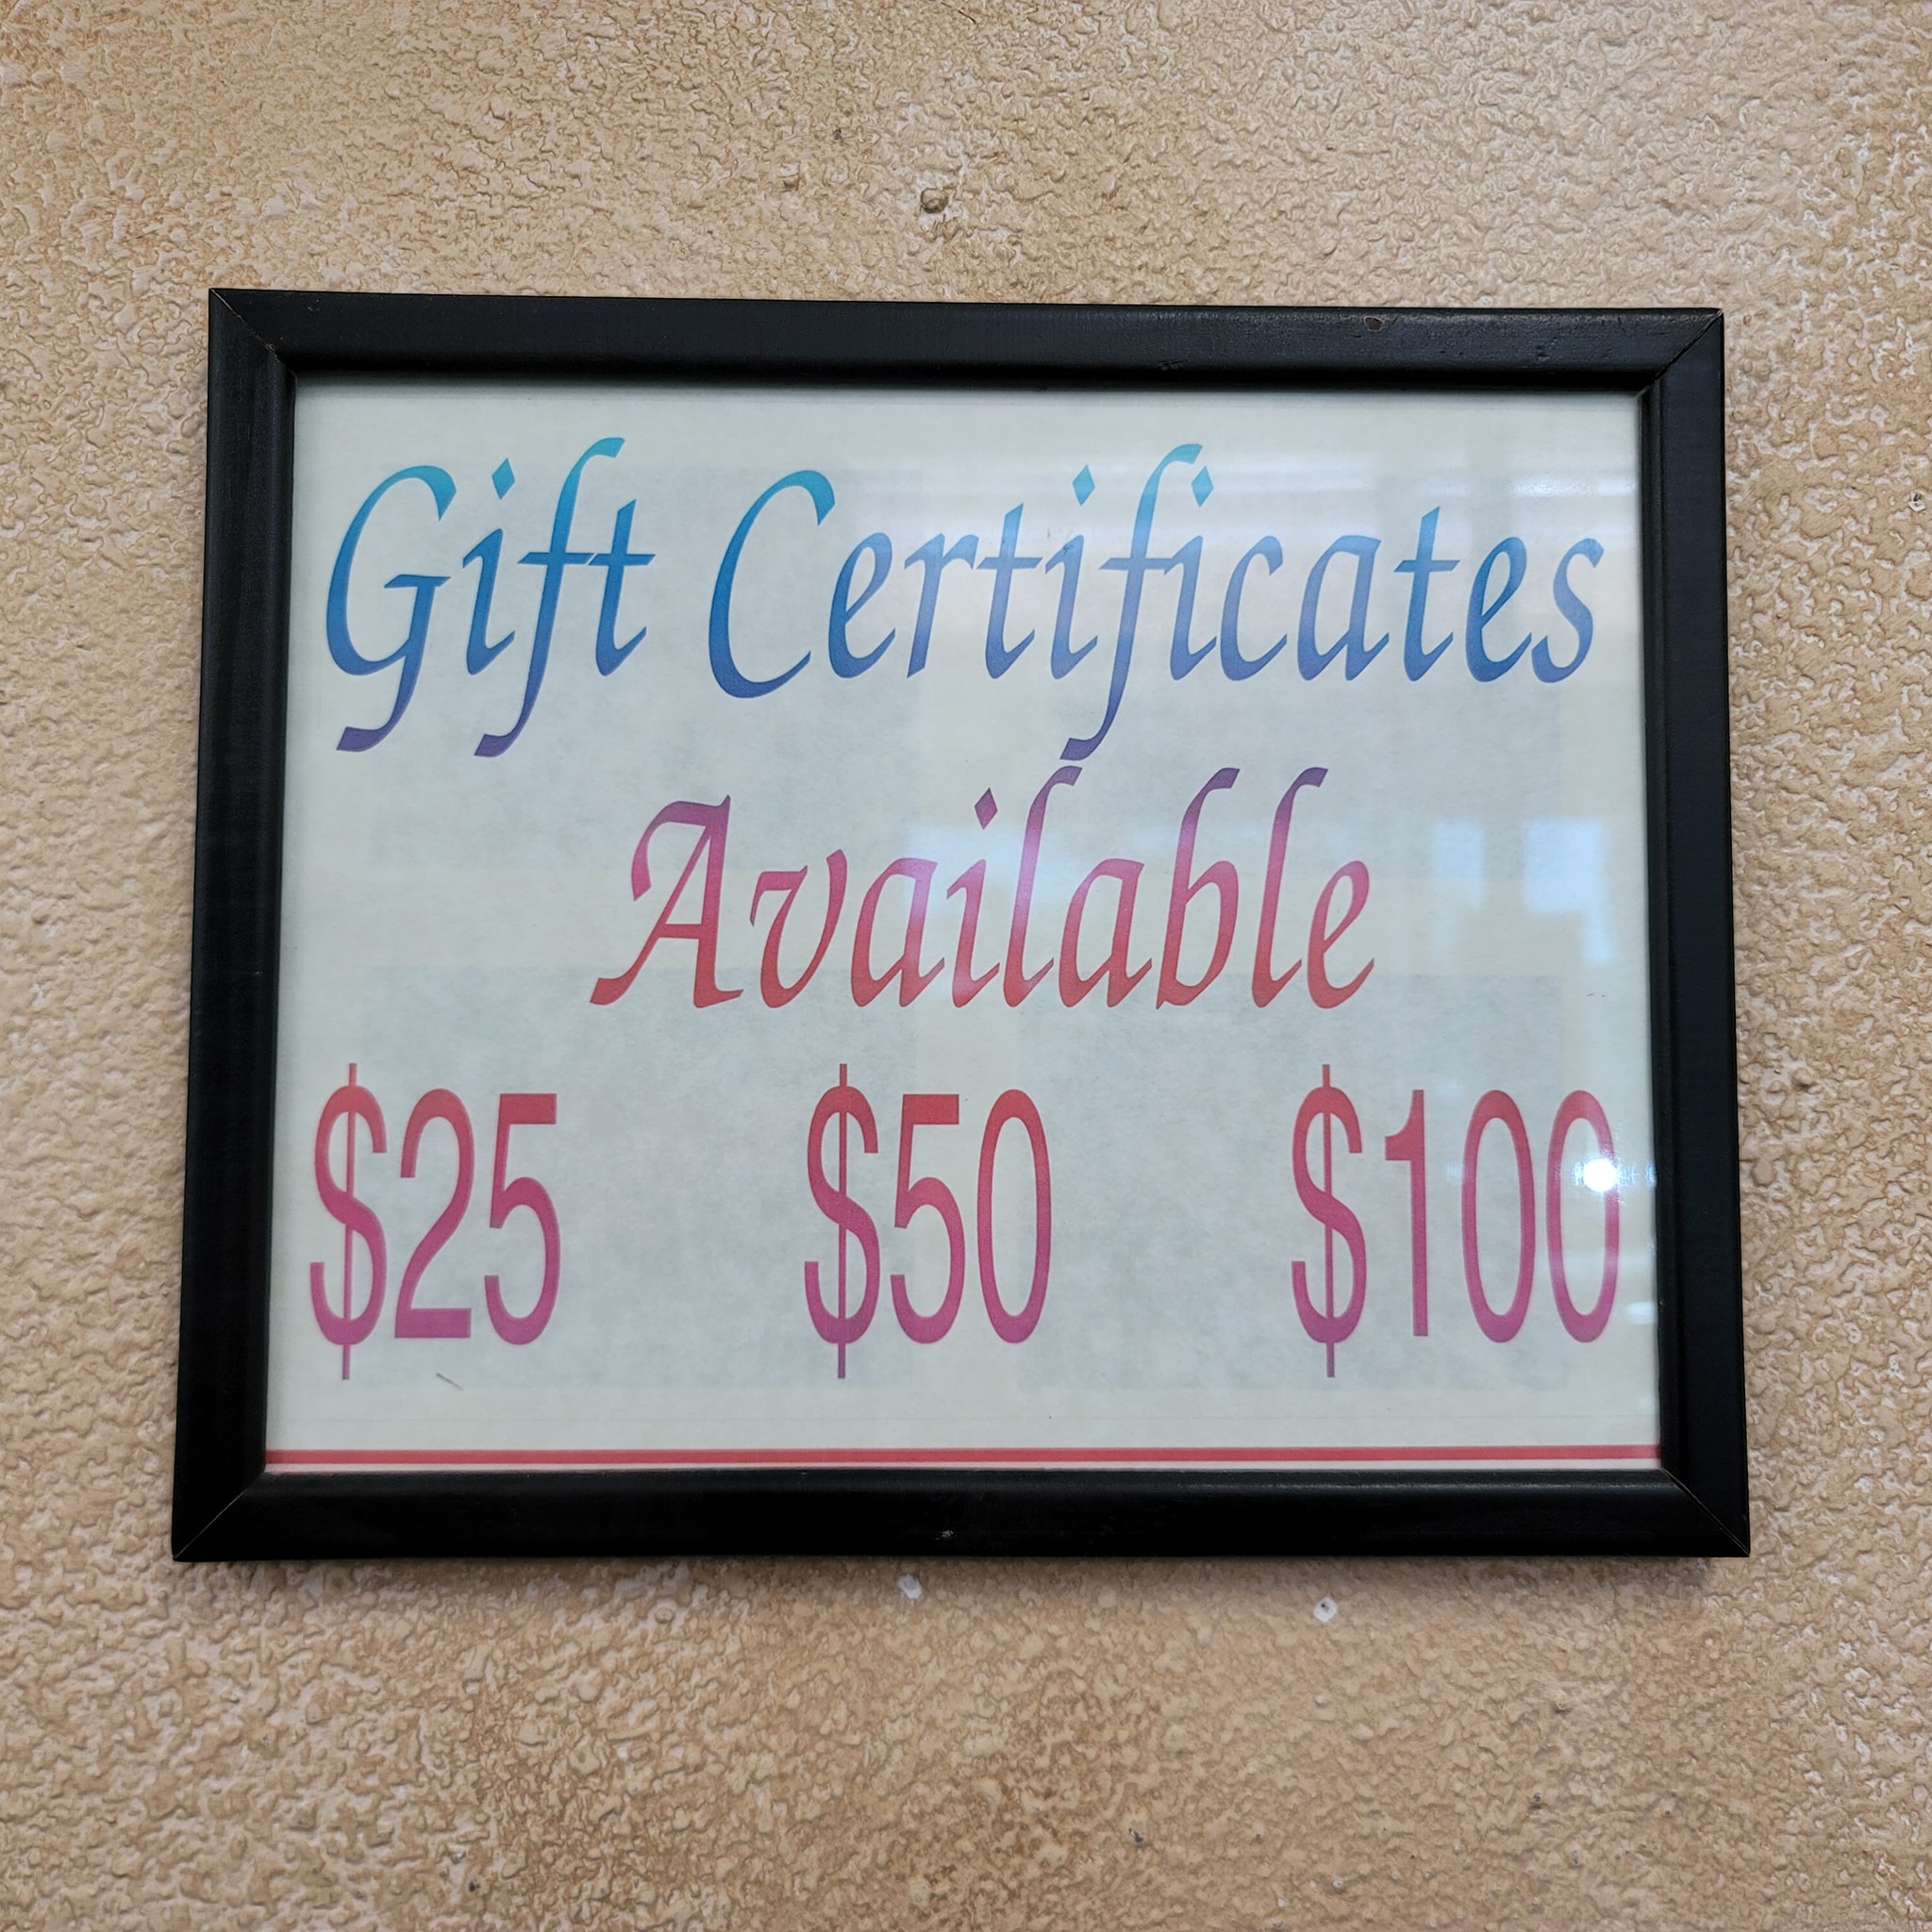 Gift Certificates
Available
$25 $50 $100